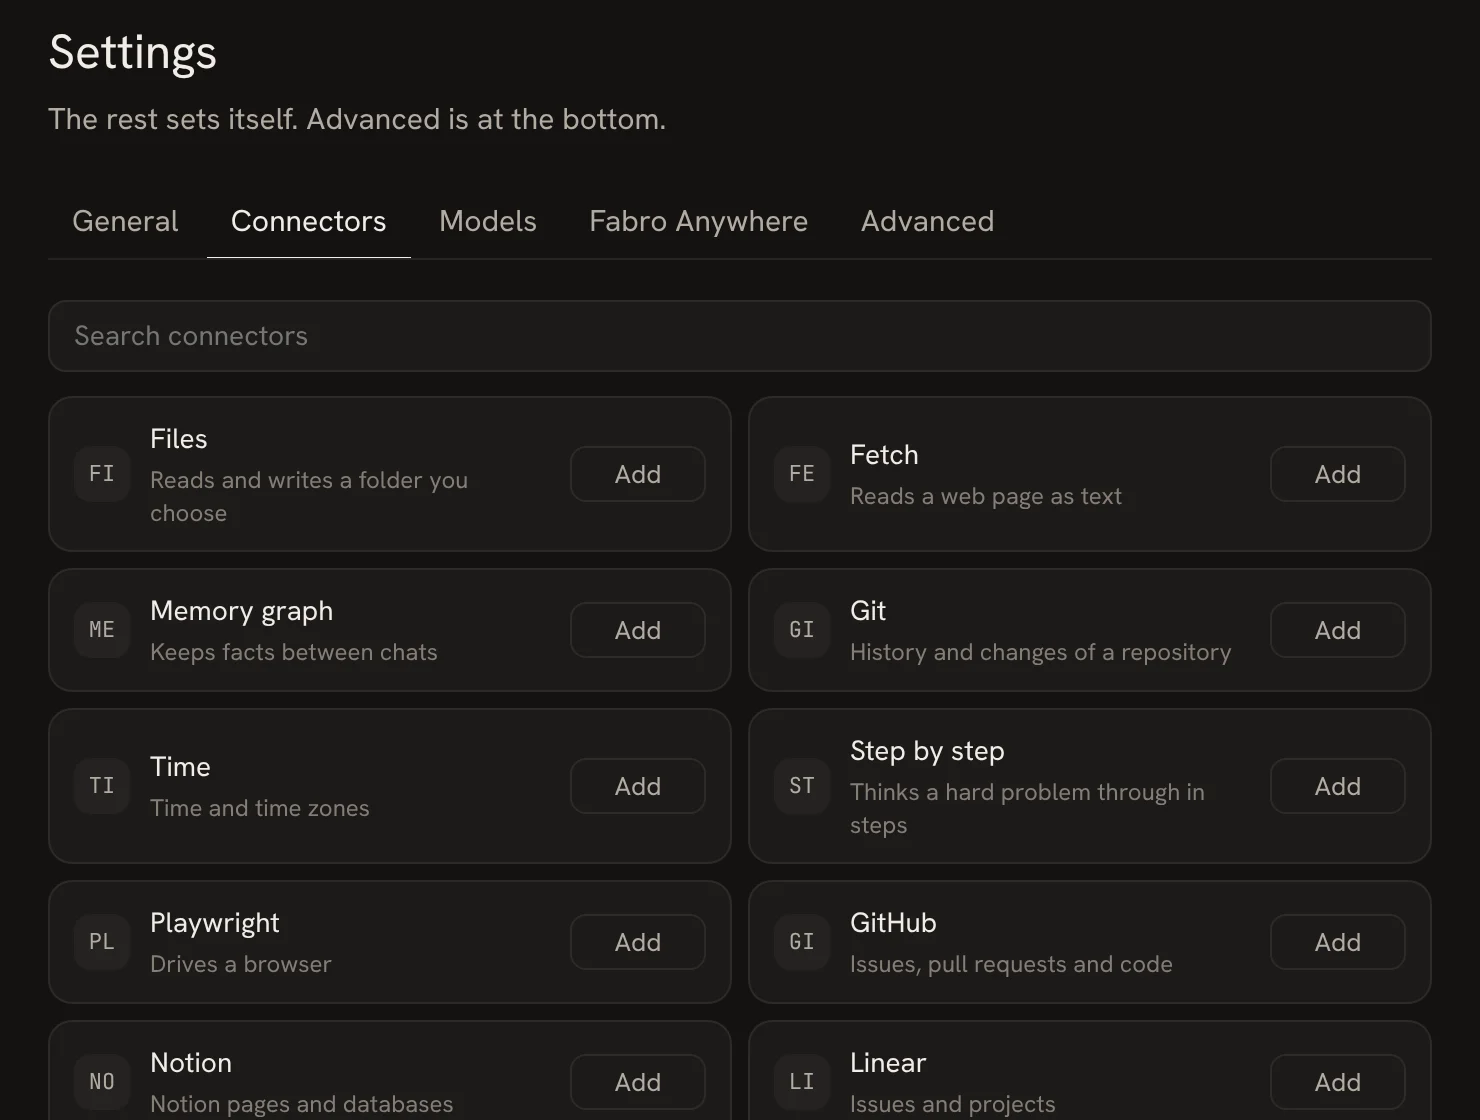 Settings
The rest sets itself. Advanced is at the bottom.
General Connectors Models Fabro Anywhere Advanced
Search connectors
FI
Files
Reads and writes a folder you
choose
Add
FE
Fetch
Reads a web page as text
Add
ME
Memory graph
Keeps facts between chats
Add
GI
Git
History and changes of a repository
Add
TI
Time
Time and time zones
Add
ST
Step by step
Thinks a hard problem through in
steps
Add
PL
Playwright
Drives a browser
Add
GI
GitHub
Issues, pull requests and code
Add
NO
Notion
Notion pages and databases
Add
LI
Linear
Issues and projects
Add